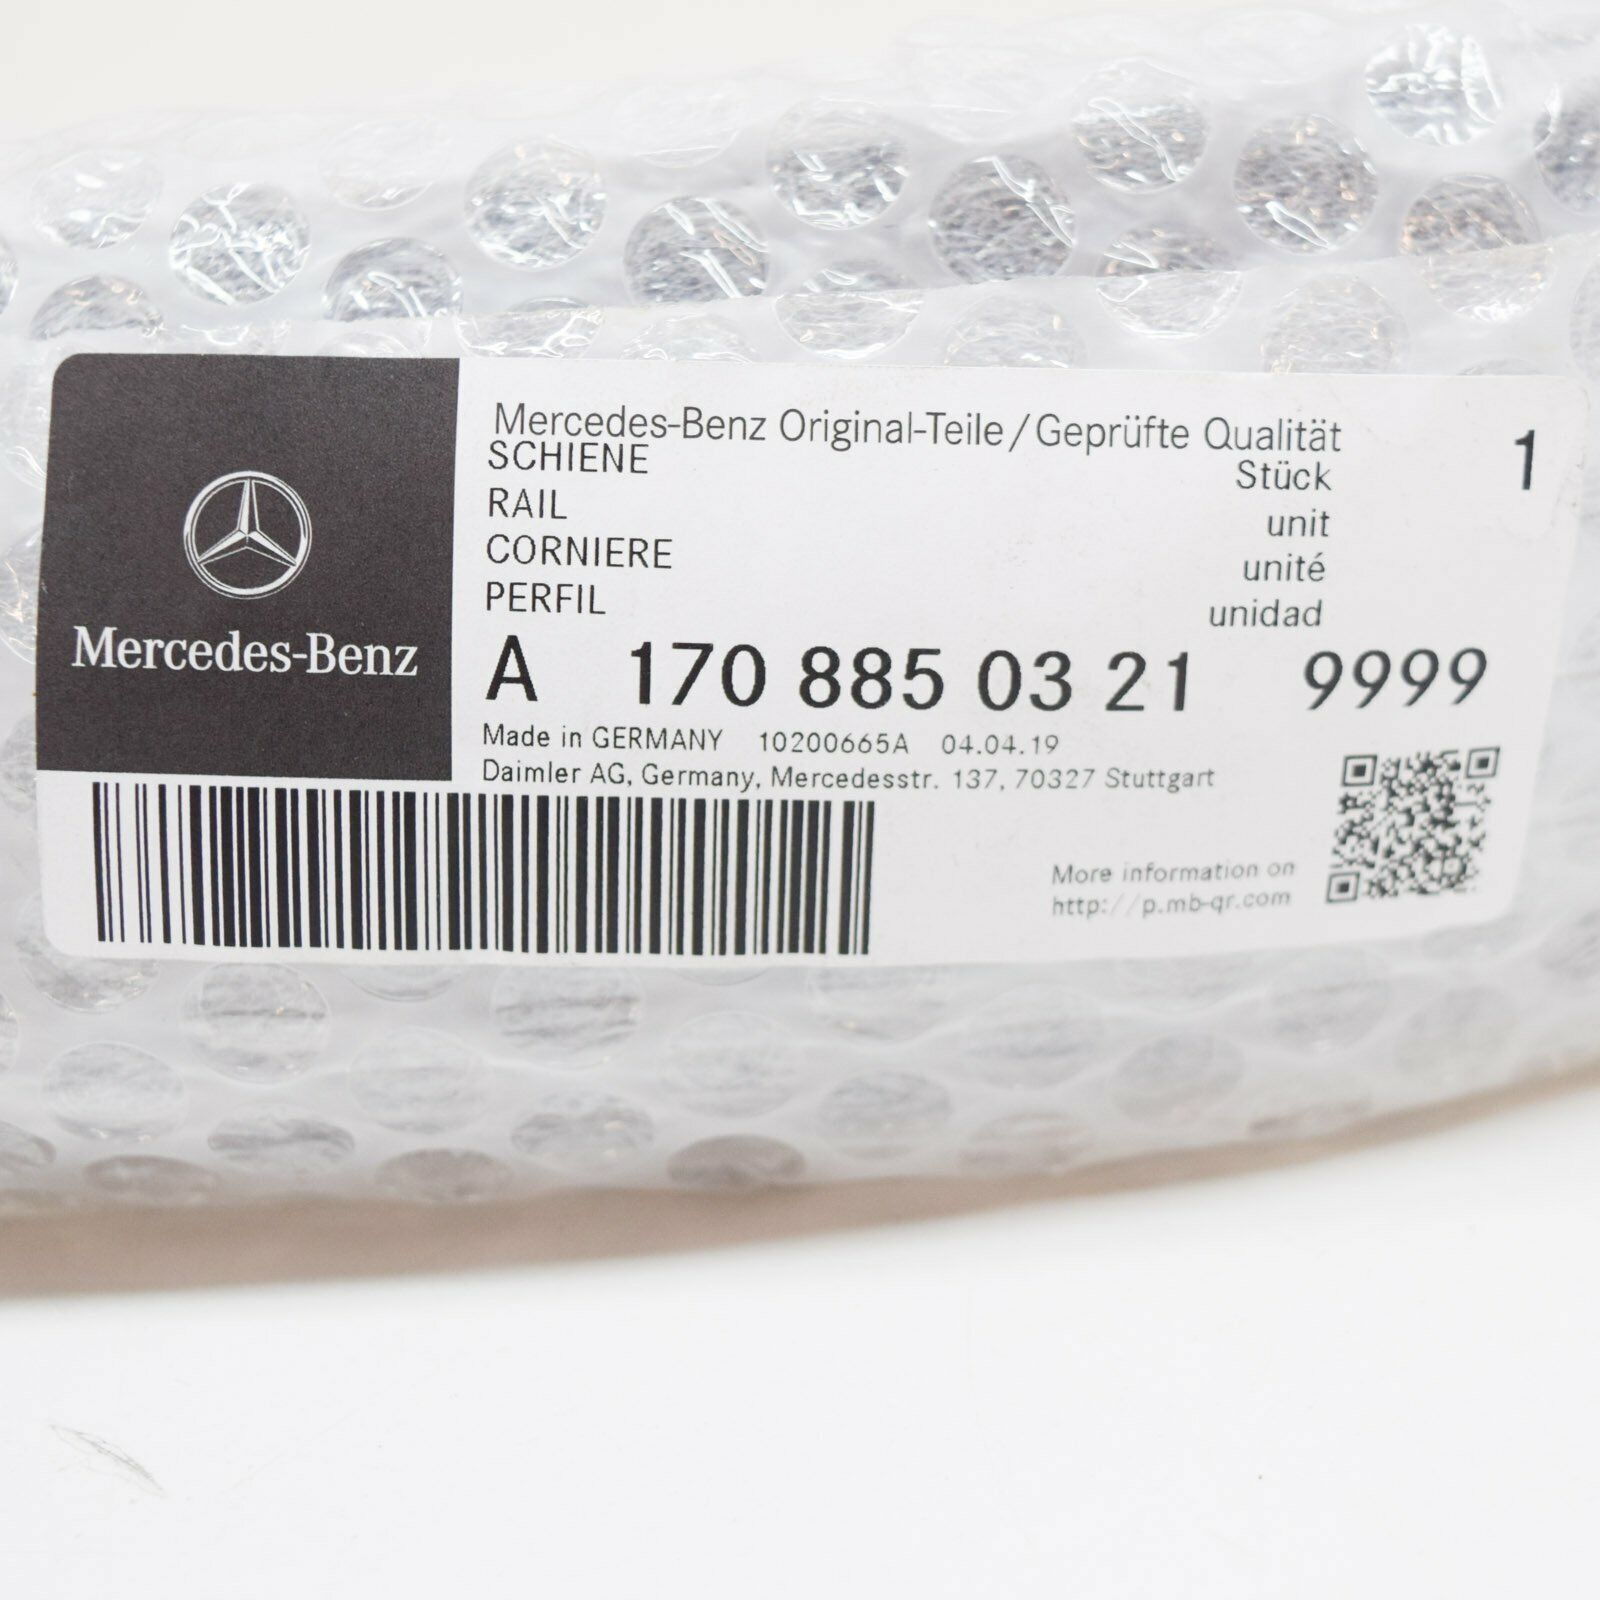 Mercedes-Benz
Mercedes-Benz Original-Teile/Geprüfte Qualität
SCHIENE
RAIL
CORNIERE
PERFIL
Stück 1
unit
unité
unidad
A 170 885 03 21 9999
Made in GERMANY 10200665A 04.04.19
Daimler AG, Germany, Mercedesstr. 137, 70327 Stuttgart
More information on
http://p.mb-qr.com